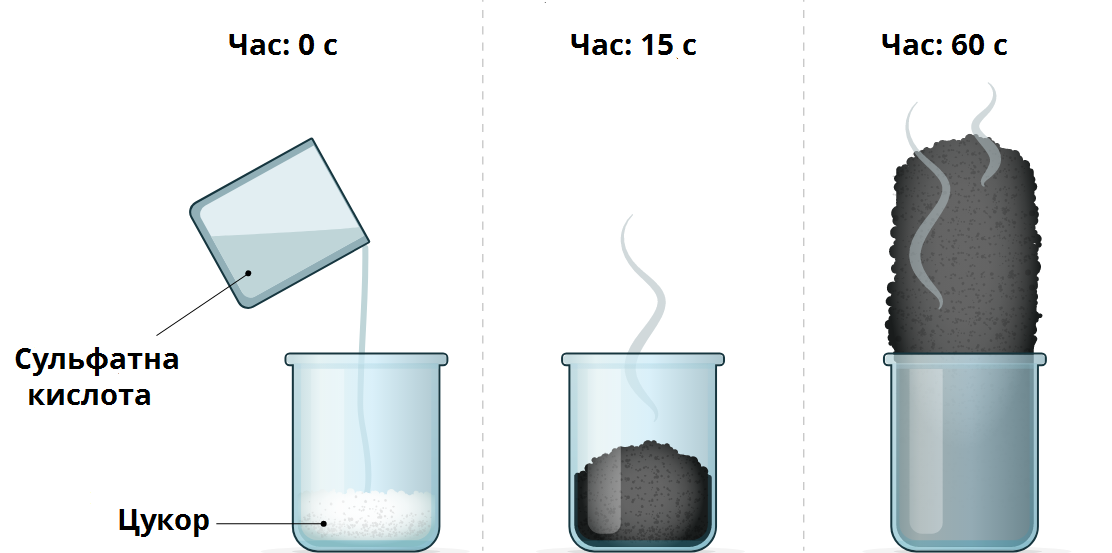 Час: 0 с
Час: 15 с
Час: 60 с
Сульфатна
кислота
Цукор